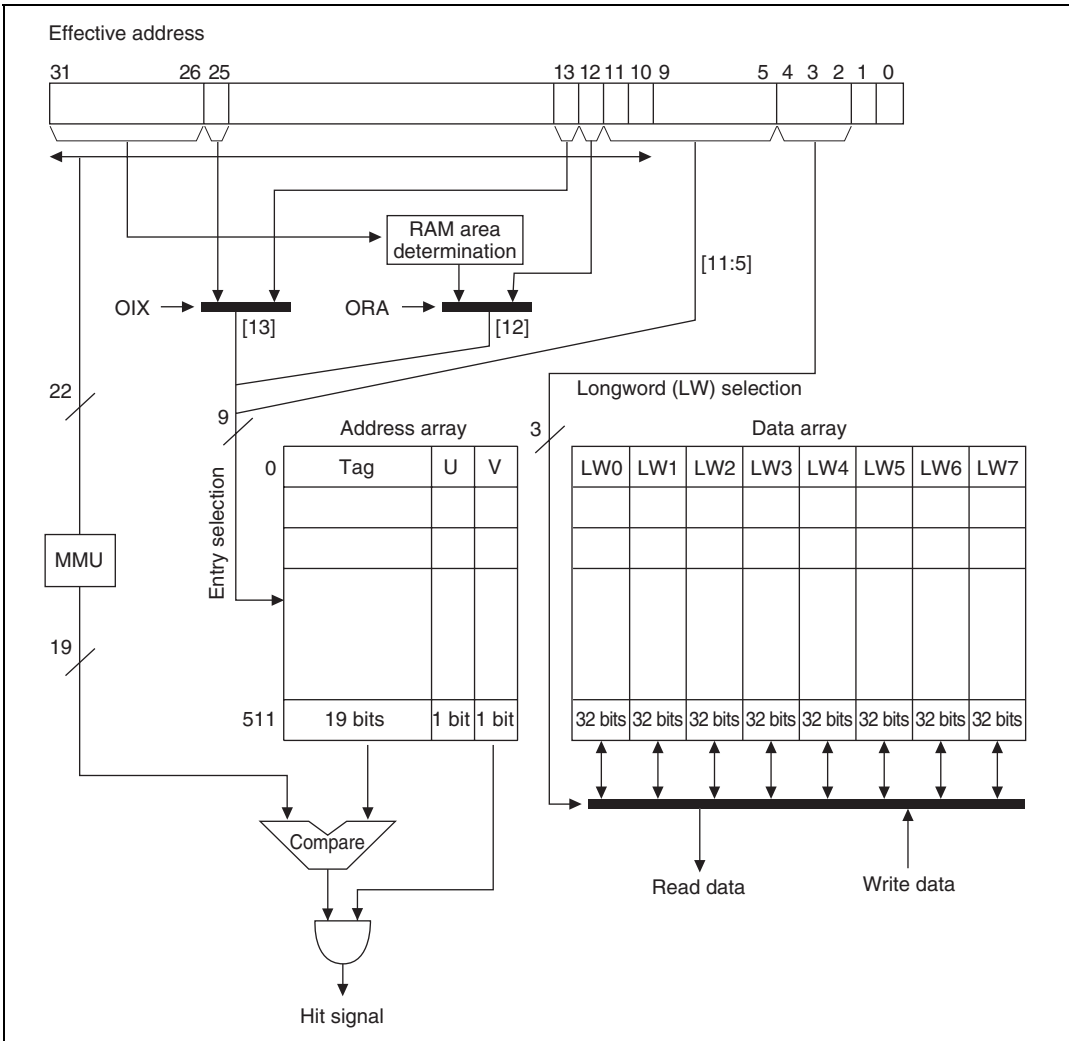 Effective address
31 26 25 13 12 11 10 9 5 4 3 2 1 0
RAM area
determination
[11:5]
OIX
ORA
[13]
[12]
22
Longword (LW) selection
9
3
Address array
Data array
0
Tag U V
LW0 LW1 LW2 LW3 LW4 LW5 LW6 LW7
MMU
Entry selection
19
511
19 bits 1 bit 1 bit
32 bits 32 bits 32 bits 32 bits 32 bits 32 bits 32 bits 32 bits
Compare
Read data
Write data
Hit signal